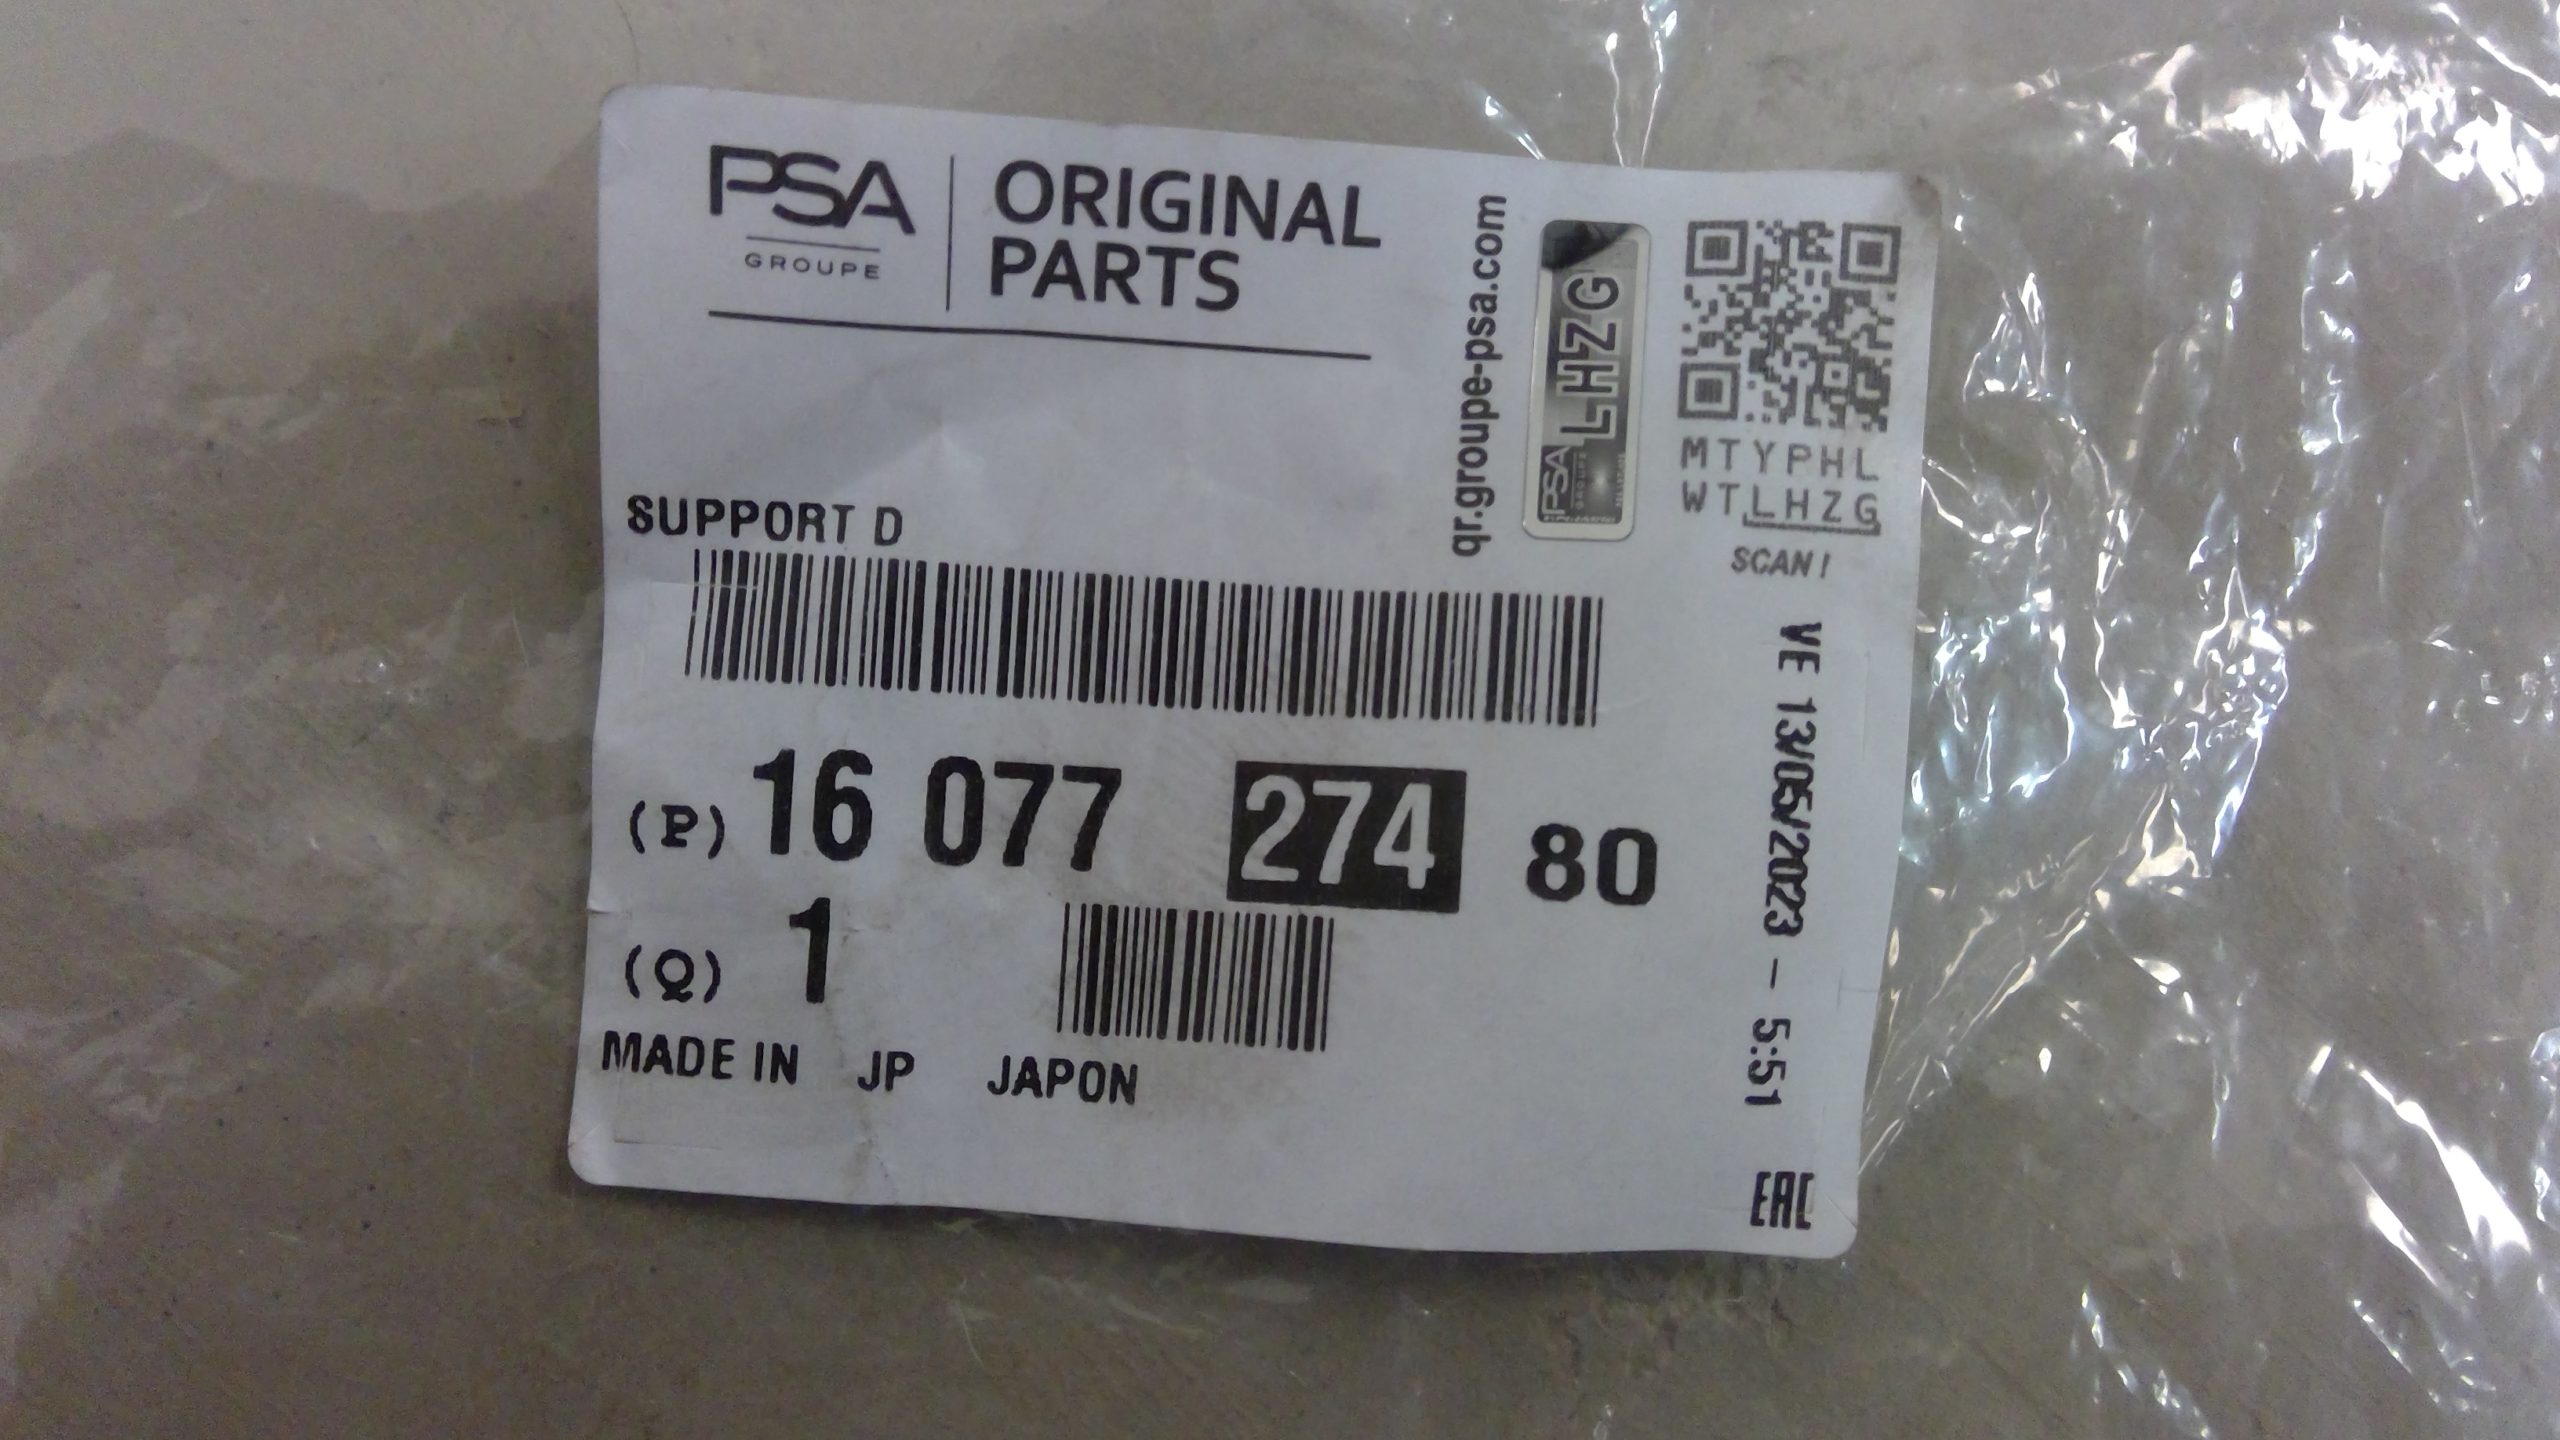 PSA
GROUPE
ORIGINAL
PARTS
qr.groupe-psa.com
PSA
GROUPE
LHZG
MTYPHL
WTLHZG
SCAN!
SUPPORT D
(P) 16 077 274 80
(Q) 1
MADE IN JP JAPON
VE 13/05/2023 - 5:51
EAC